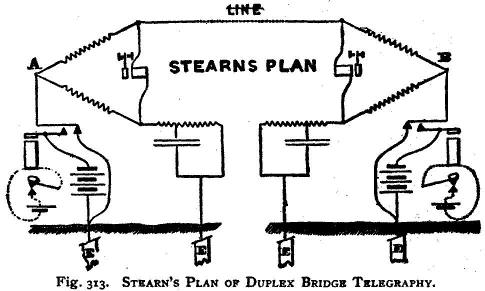 LINE
A
B
STEARNS PLAN
E E E E
Fig. 313. STEARN'S PLAN OF DUPLEX BRIDGE TELEGRAPHY.